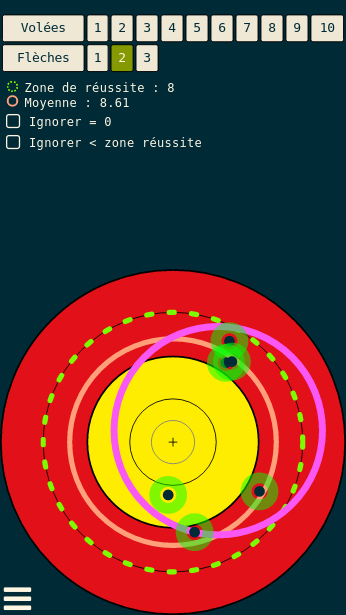 Volées 1 2 3 4 5 6 7 8 9 10
Flèches 1 2 3
Zone de réussite : 8
Moyenne : 8.61
Ignorer = 0
Ignorer < zone réussite